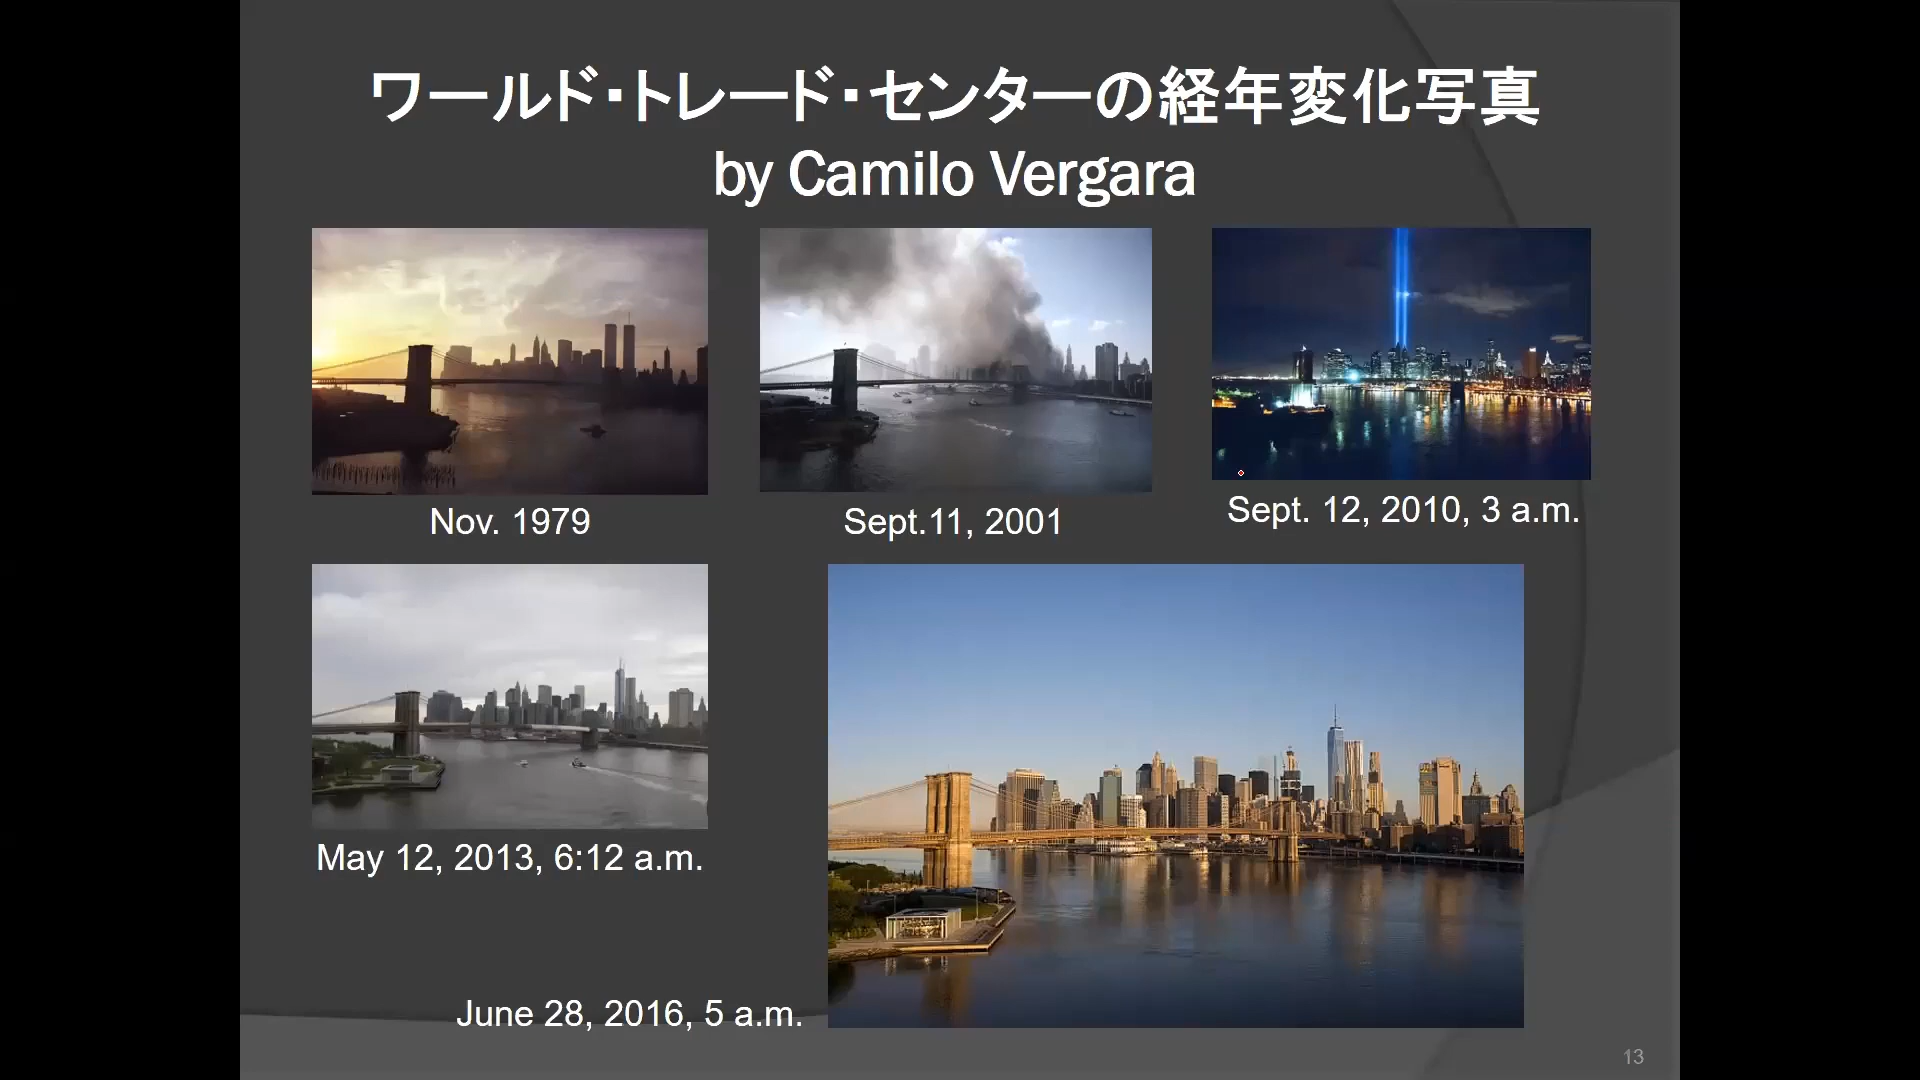 ワールド・トレード・センターの経年変化写真
by Camilo Vergara
Nov. 1979
Sept.11, 2001
Sept. 12, 2010, 3 a.m.
May 12, 2013, 6:12 a.m.
June 28, 2016, 5 a.m.
13